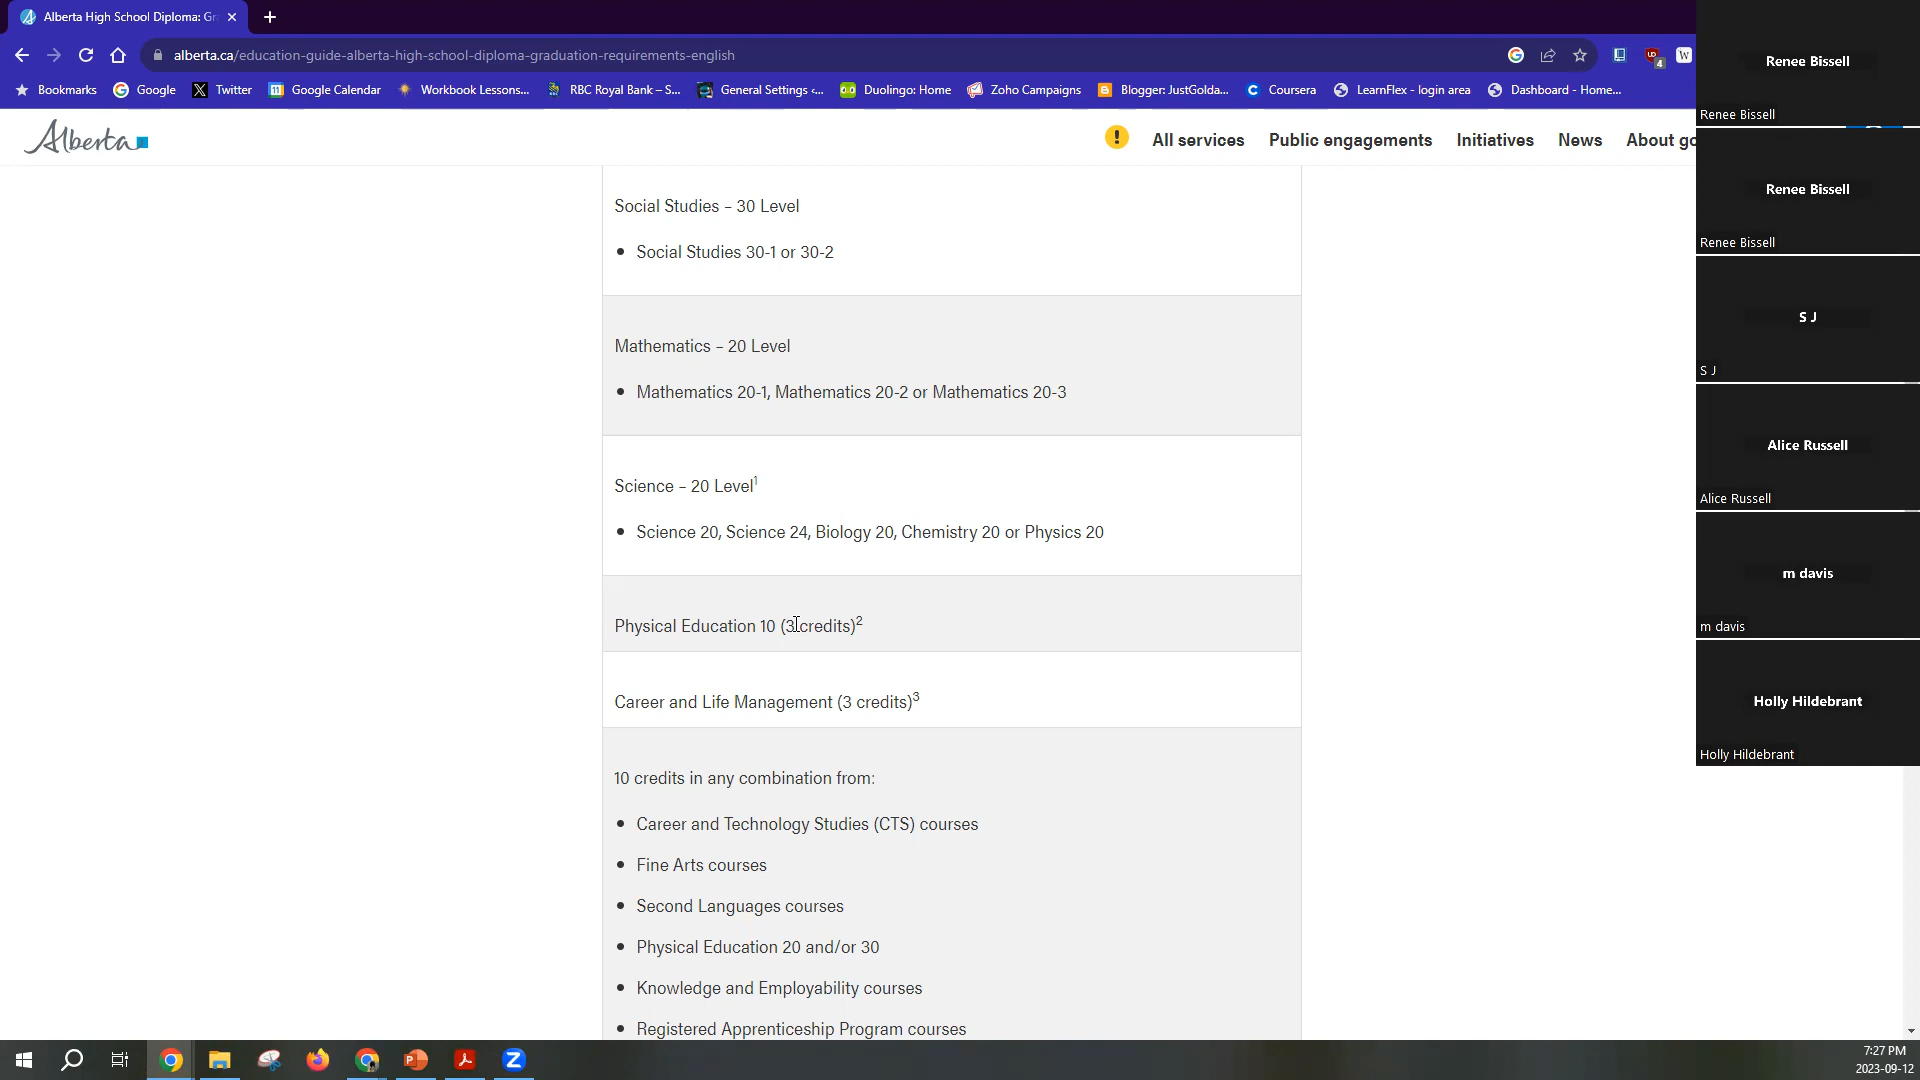 Alberta High School Diploma: Gr
alberta.ca/education-guide-alberta-high-school-diploma-graduation-requirements-english
Bookmarks Google Twitter Google Calendar Workbook Lessons... RBC Royal Bank – S... General Settings ‹... Duolingo: Home Zoho Campaigns Blogger: JustGolda... Coursera LearnFlex - login area Dashboard - Home...
Alberta
All services Public engagements Initiatives News About go
Social Studies – 30 Level
• Social Studies 30-1 or 30-2
Mathematics – 20 Level
• Mathematics 20-1, Mathematics 20-2 or Mathematics 20-3
Science – 20 Level1
• Science 20, Science 24, Biology 20, Chemistry 20 or Physics 20
Physical Education 10 (3 credits)2
Career and Life Management (3 credits)3
10 credits in any combination from:
• Career and Technology Studies (CTS) courses
• Fine Arts courses
• Second Languages courses
• Physical Education 20 and/or 30
• Knowledge and Employability courses
• Registered Apprenticeship Program courses
Renee Bissell
Renee Bissell
Renee Bissell
Renee Bissell
S J
S J
Alice Russell
Alice Russell
m davis
m davis
Holly Hildebrant
Holly Hildebrant
7:27 PM
2023-09-12